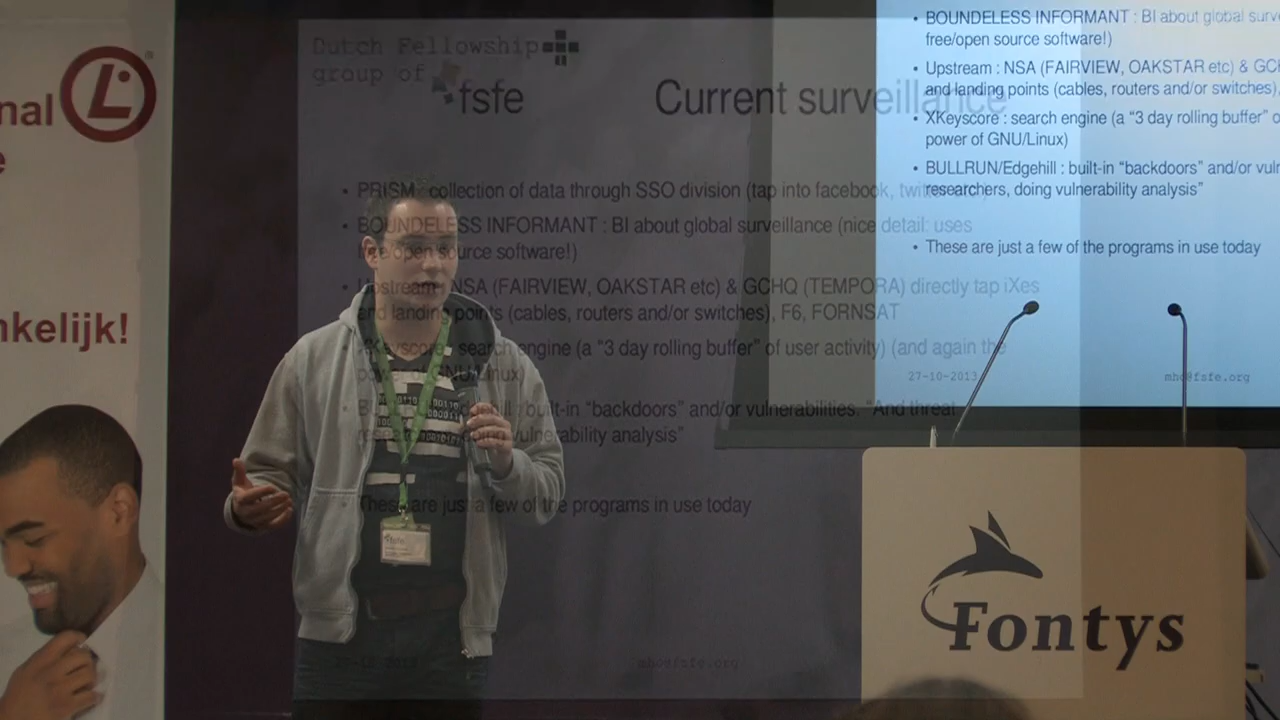 nal
L
®
e
nkelijk!
Dutch Fellowship
group of
fsfe
Current surveillance
• PRISM : collection of data through SSO division (tap into facebook, twitter
• BOUNDELESS INFORMANT : BI about global surveillance (nice detail: uses
free/open source software!)
• Upstream : NSA (FAIRVIEW, OAKSTAR etc) & GCHQ (TEMPORA) directly tap iXes
and landing points (cables, routers and/or switches), F6, FORNSAT
• XKeyscore : search engine (a “3 day rolling buffer” of user activity) (and again the
power of GNU/Linux)
built-in “backdoors” and/or vulnerabilities. “And threat
doing vulnerability analysis”
• These are just a few of the programs in use today
mho@fsfe.org
• BOUNDELESS INFORMANT : BI about global surv
free/open source software!)
• Upstream : NSA (FAIRVIEW, OAKSTAR etc) & GC
and landing points (cables, routers and/or switches),
• XKeyscore : search engine (a “3 day rolling buffer” o
power of GNU/Linux)
• BULLRUN/Edgehill : built-in “backdoors” and/or vuln
researchers, doing vulnerability analysis”
• These are just a few of the programs in use today
27-10-2013
mho@fsfe.org
fsfe
Fontys